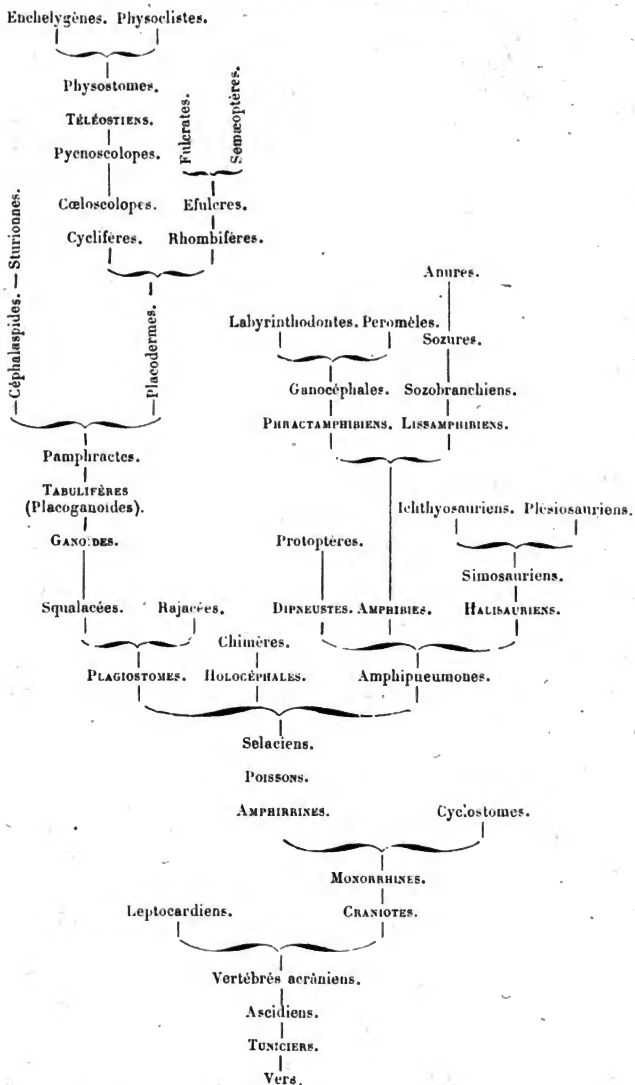 Enchelygènes. Physoclistes.
Physostomes.
TÉLÉOSTIENS.
Pycnoscolopes.
Fulcrates.
Semæoptères.
Cœloscolopes. Efulcres.
Cyclifères. Rhombifères.
Céphalaspides. — Sturionnes.
Placodermes.
Anures.
Labyrinthodontes. Peromèles.
Sozures.
Ganocéphales. Sozobranchiens.
PHRACTAMPHIBIENS. LISSAMPHIBIENS.
Pamphractes.
TABULIFÈRES
(Placoganoïdes).
Ichthyosauriens. Plésiosauriens.
GANOÏDES.
Protoptères.
Simosauriens.
Squalacées. Rajacées.
DIPNEUSTES. AMPHIBIES. HALISAURIENS.
Chimères.
PLAGIOSTOMES. HOLOCÉPHALES. Amphipneumones.
Selaciens.
POISSONS.
AMPHIRRINES. Cyclostomes.
MONORRHINES.
Leptocardiens. CRANIOTES.
Vertébrés acrâniens.
Ascidiens.
TUNICIERS.
Vers.